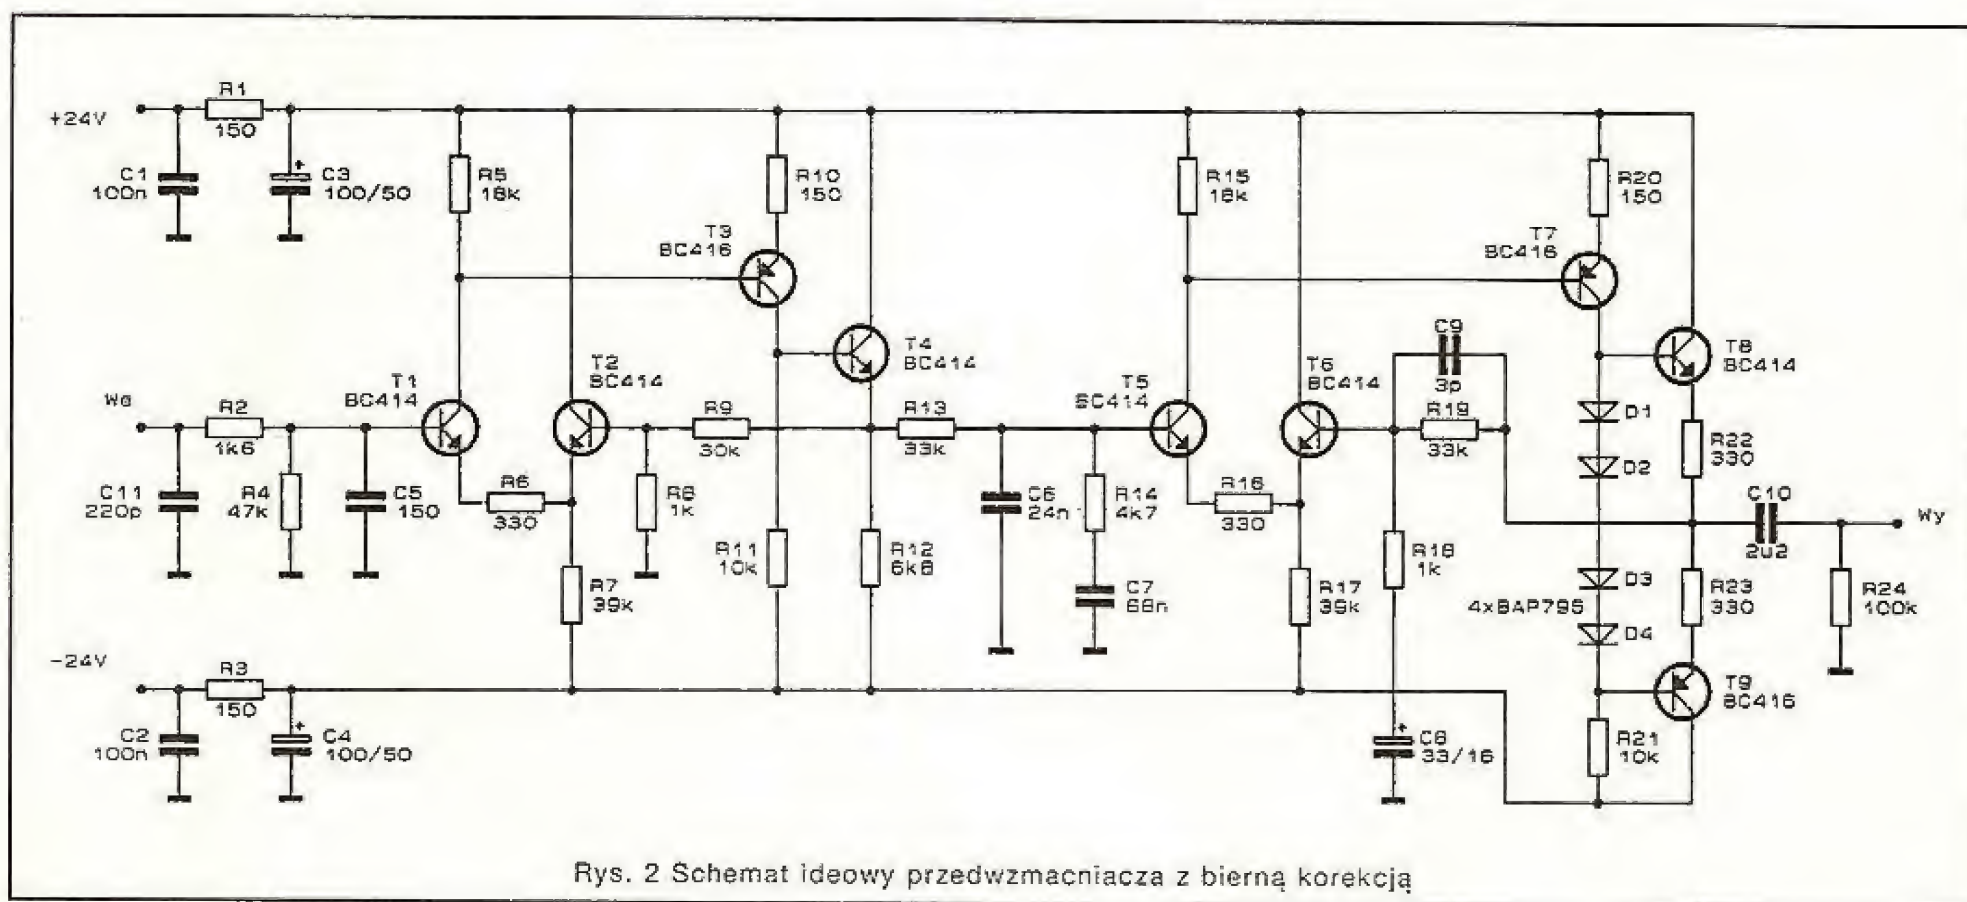 +24V
R1
150
C1
100n
+
C3
100/50
R5
18k
R10
150
R15
18k
R20
150
T3
BC416
T7
BC416
T4
BC414
T8
BC414
T2
BC414
T1
BC414
We
R2
1k6
C11
220p
R4
47k
C5
150
R6
330
R7
39k
R8
1k
R9
30k
R13
33k
R11
10k
R12
6k8
C6
24n
R14
4k7
C7
68n
T5
BC414
T6
BC414
R16
330
R17
39k
C9
3p
R19
33k
R18
1k
+
C8
33/16
D1
D2
D3
D4
4xBAP795
R22
330
R23
330
C10
2u2
Wy
R24
100k
T9
BC416
R21
10k
-24V
R3
150
C2
100n
+
C4
100/50
Rys. 2 Schemat ideowy przedwzmacniacza z bierną korekcją